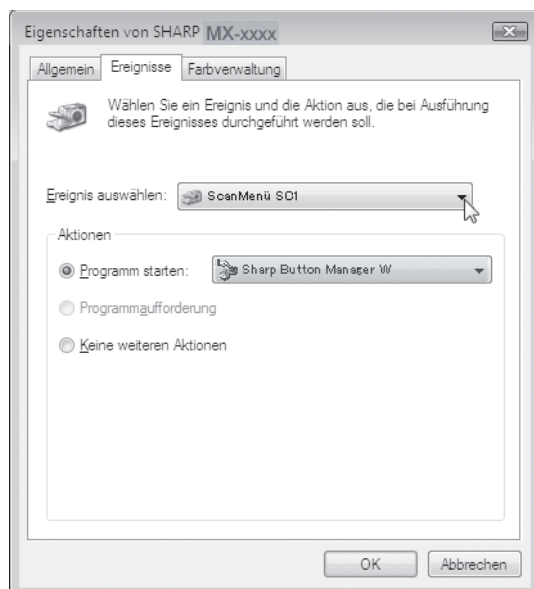 Eigenschaften von SHARP MX-xxxx
Allgemein Ereignisse Farbverwaltung
Wählen Sie ein Ereignis und die Aktion aus, die bei Ausführung
dieses Ereignisses durchgeführt werden soll.
Ereignis auswählen: ScanMenü SC1
Aktionen
Programm starten: Sharp Button Manager W
Programmaufforderung
Keine weiteren Aktionen
OK Abbrechen